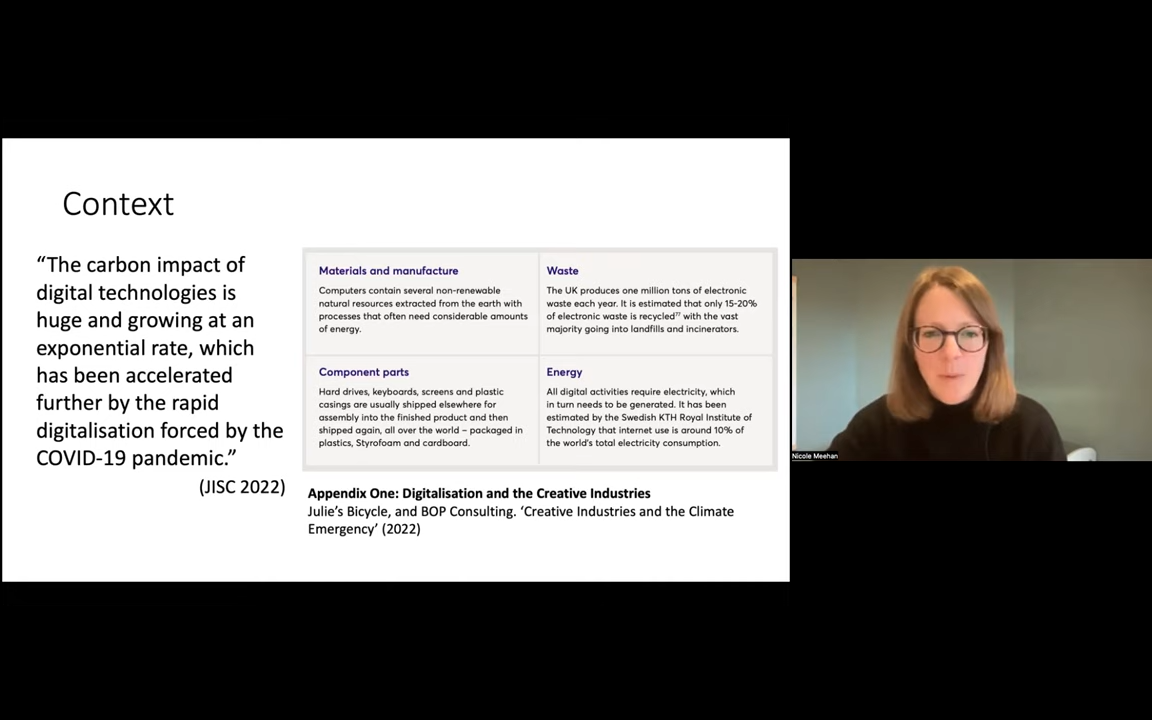 Context
“The carbon impact of
digital technologies is
huge and growing at an
exponential rate, which
has been accelerated
further by the rapid
digitalisation forced by the
COVID-19 pandemic.”
(JISC 2022)
Materials and manufacture
Computers contain several non-renewable
natural resources extracted from the earth with
processes that often need considerable amounts
of energy.
Waste
The UK produces one million tons of electronic
waste each year. It is estimated that only 15-20%
of electronic waste is recycled⁷⁷ with the vast
majority going into landfills and incinerators.
Component parts
Hard drives, keyboards, screens and plastic
casings are usually shipped elsewhere for
assembly into the finished product and then
shipped again, all over the world – packaged in
plastics, Styrofoam and cardboard.
Energy
All digital activities require electricity, which
in turn needs to be generated. It has been
estimated by the Swedish KTH Royal Institute of
Technology that internet use is around 10% of
the world's total electricity consumption.
Appendix One: Digitalisation and the Creative Industries
Julie’s Bicycle, and BOP Consulting. ‘Creative Industries and the Climate
Emergency’ (2022)
Nicole Meehan